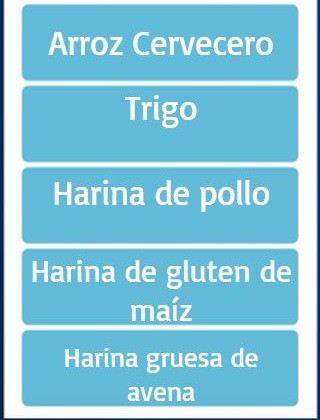 Arroz Cervecero
Trigo
Harina de pollo
Harina de gluten de
maíz
Harina gruesa de
avena